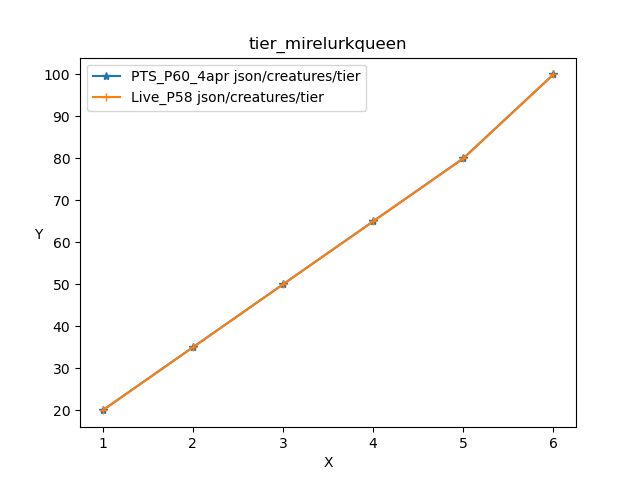 tier_mirelurkqueen
PTS_P60_4apr json/creatures/tier
Live_P58 json/creatures/tier
100
90
80
70
60
50
40
30
20
Y
1 2 3 4 5 6
X